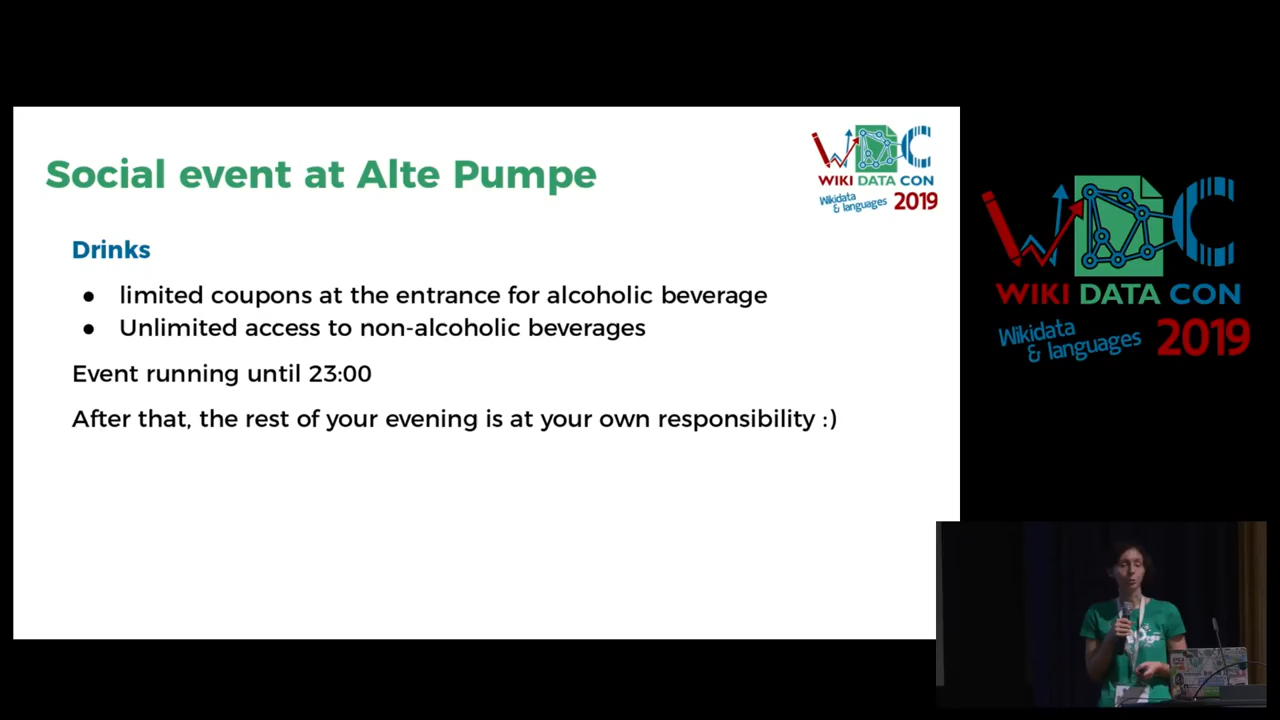 Social event at Alte Pumpe
WIKI DATA CON
Wikidata
& languages 2019
Drinks
● limited coupons at the entrance for alcoholic beverage
● Unlimited access to non-alcoholic beverages
Event running until 23:00
After that, the rest of your evening is at your own responsibility :)
WDC
WIKI DATA CON
Wikidata
& languages 2019